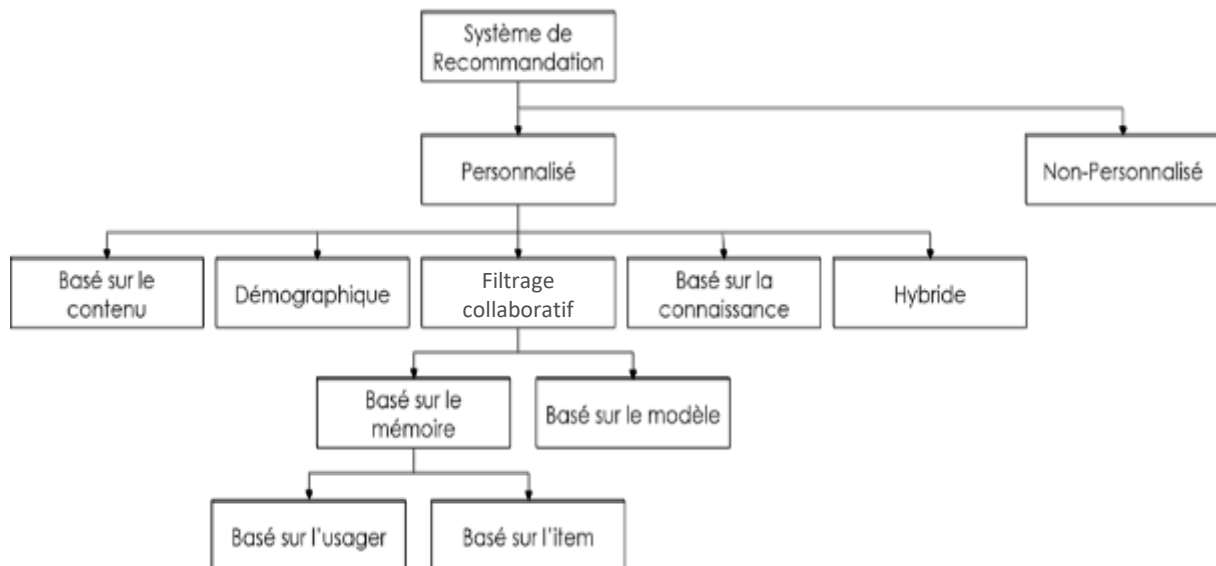 Système de
Recommandation
Personnalisé
Non-Personnalisé
Basé sur le
contenu
Démographique
Filtrage
collaboratif
Basé sur la
connaissance
Hybride
Basé sur le
mémoire
Basé sur le modèle
Basé sur l'usager
Basé sur l'item